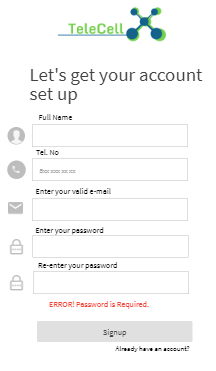 TeleCell
Let's get your account
set up
Full Name
Tel. No
8xx xxx xx xx
Enter your valid e-mail
Enter your password
Re-enter your password
ERROR! Password is Required.
Signup
Already have an account?